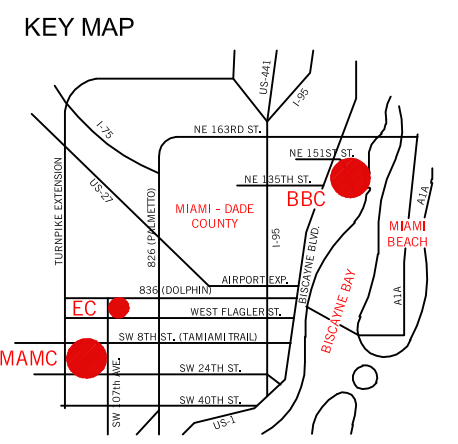 KEY MAP
US-441
I-95
I-75
NE 163RD ST.
NE 151ST ST.
NE 135TH ST.
BBC
US-27
TURNPIKE EXTENSION
826 (PALMETTO)
MIAMI - DADE
COUNTY
I-95
BISCAYNE BLVD.
A1A
MIAMI
BEACH
AIRPORT EXP.
836 (DOLPHIN)
A1A
BISCAYNE BAY
EC
WEST FLAGLER ST.
SW 8TH ST. (TAMIAMI TRAIL)
MAMC
SW 24TH ST.
SW 107th AVE.
SW 40TH ST.
US-1